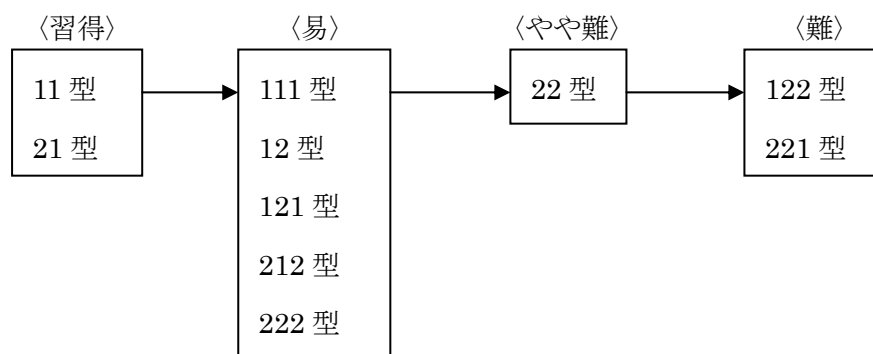 〈習得〉
11 型
21 型
〈易〉
111 型
12 型
121 型
212 型
222 型
〈やや難〉
22 型
〈難〉
122 型
221 型